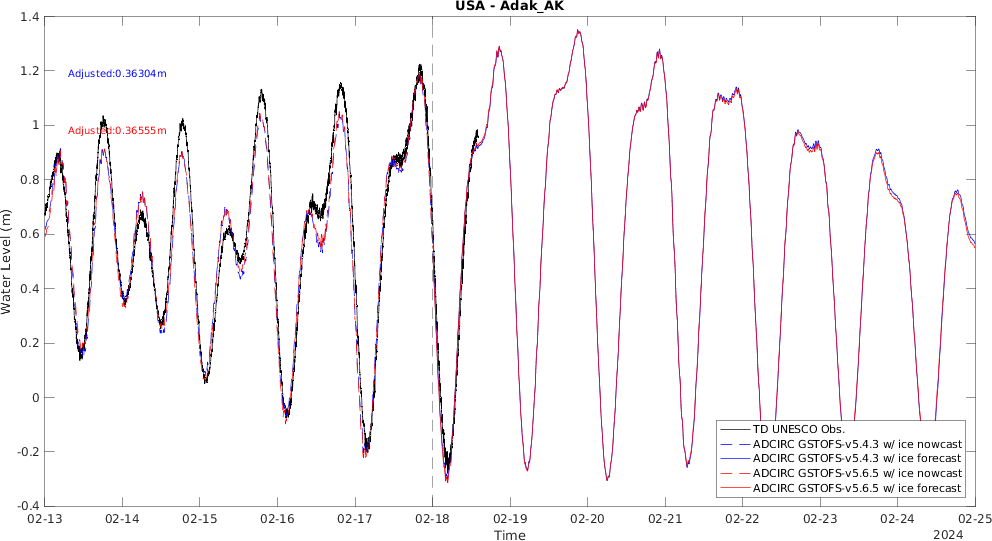 USA - Adak_AK
1.4
1.2
1
0.8
0.6
0.4
0.2
0
-0.2
-0.4
Water Level (m)
Adjusted:0.36304m
Adjusted:0.36555m
TD UNESCO Obs.
ADCIRC GSTOFS-v5.4.3 w/ ice nowcast
ADCIRC GSTOFS-v5.4.3 w/ ice forecast
ADCIRC GSTOFS-v5.6.5 w/ ice nowcast
ADCIRC GSTOFS-v5.6.5 w/ ice forecast
02-13 02-14 02-15 02-16 02-17 02-18 02-19 02-20 02-21 02-22 02-23 02-24 02-25
Time
2024